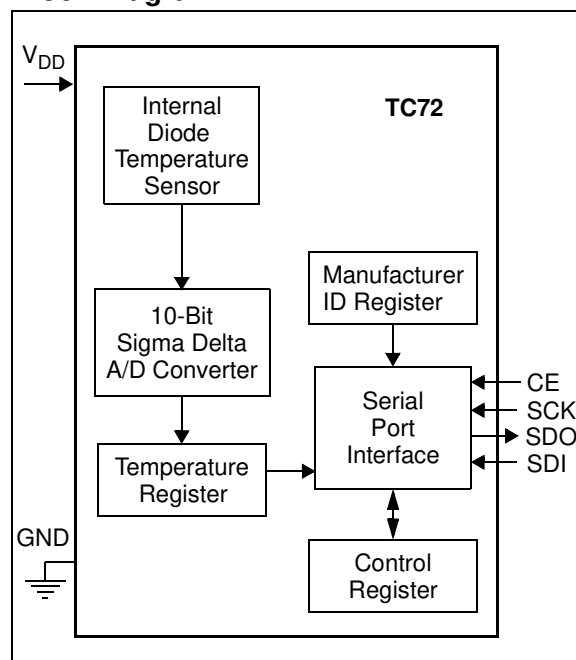 V_DD
TC72
Internal
Diode
Temperature
Sensor
Manufacturer
ID Register
10-Bit
Sigma Delta
A/D Converter
Serial
Port
Interface
CE
SCK
SDO
SDI
Temperature
Register
GND
Control
Register